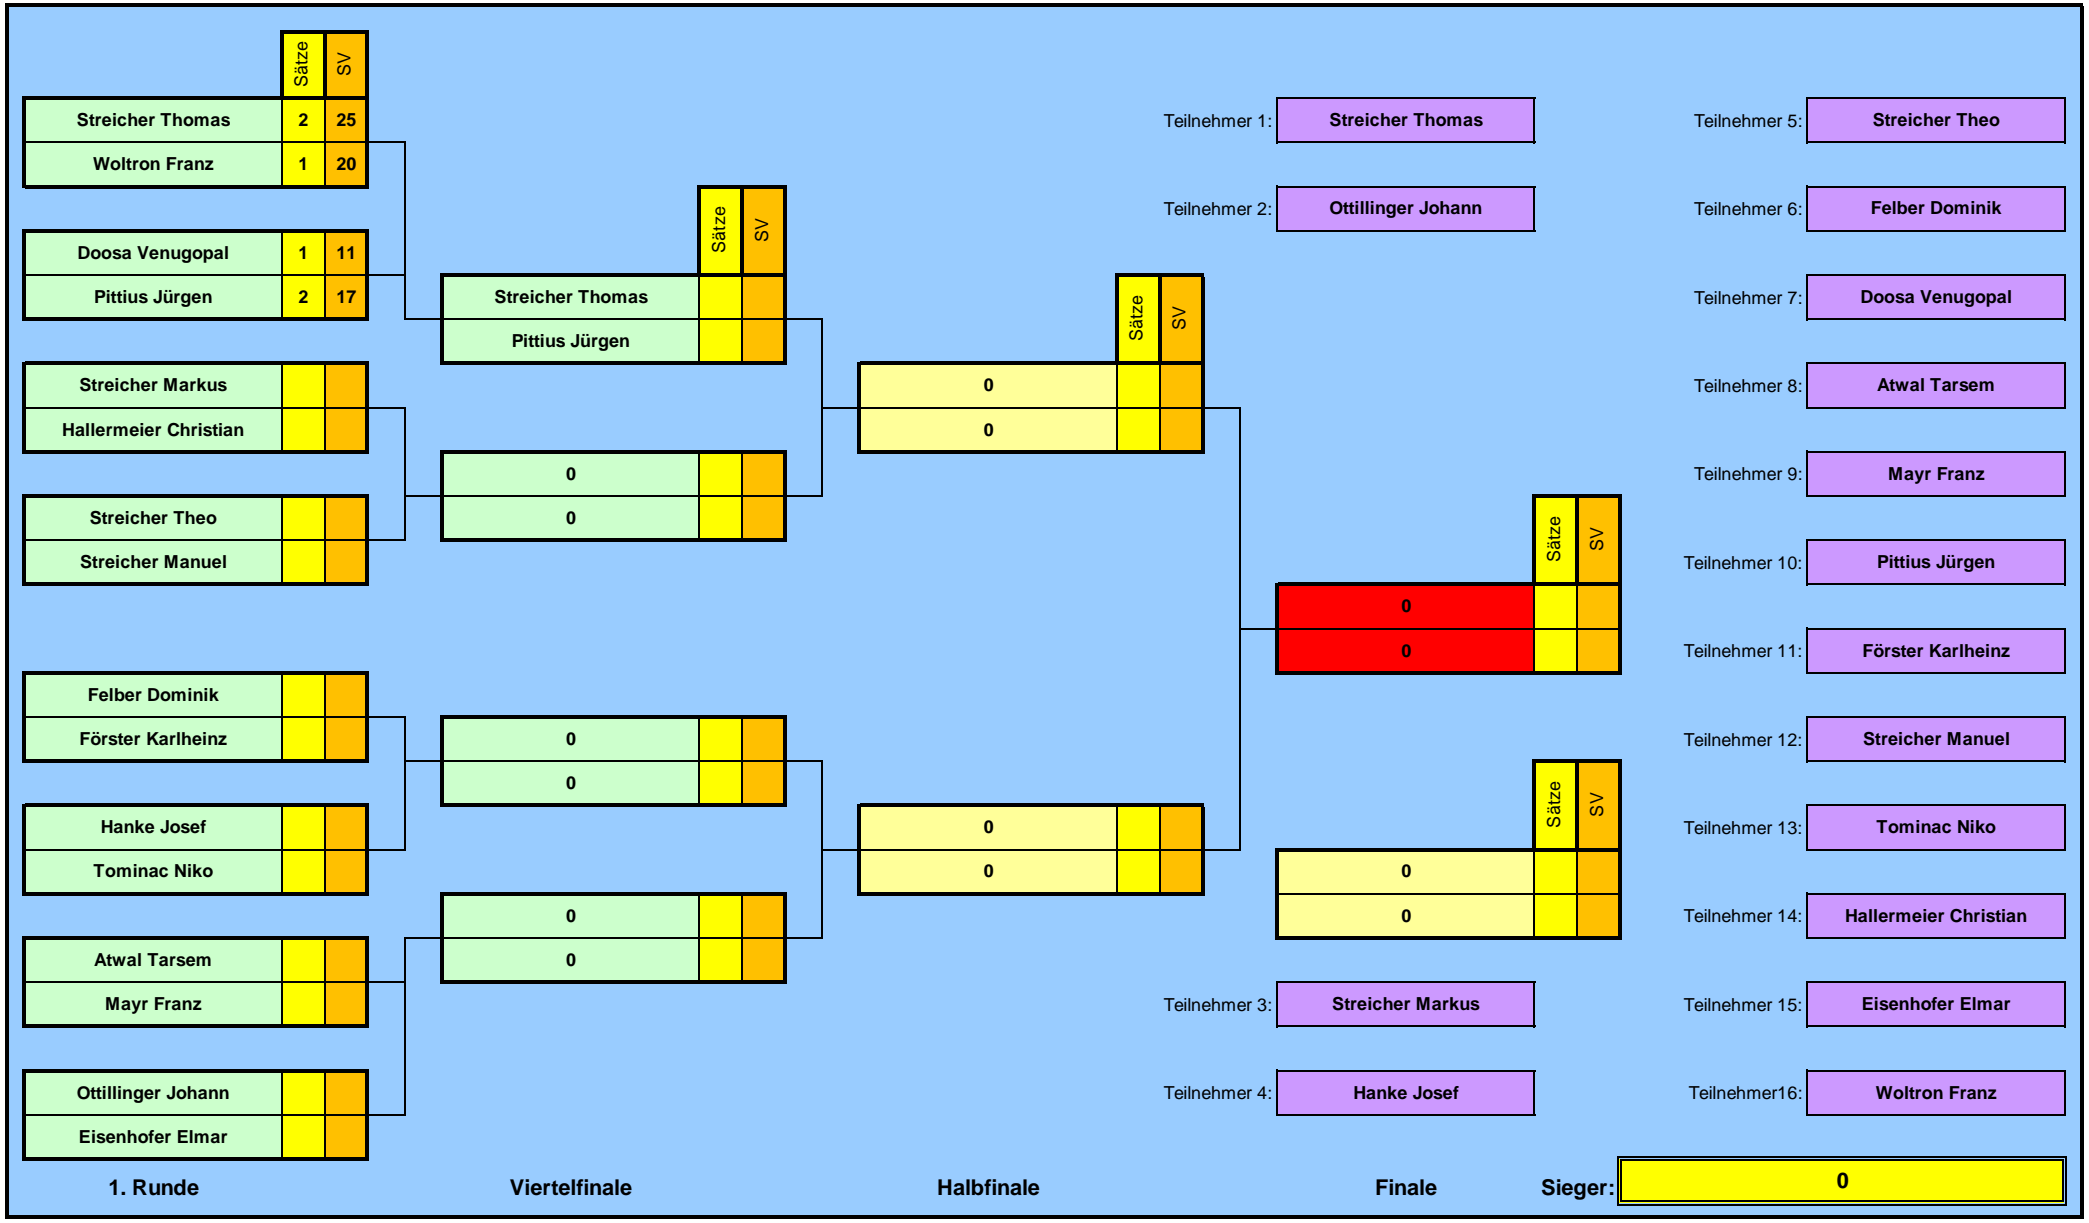 Sätze SV
Streicher Thomas 2 25
Woltron Franz 1 20
Doosa Venugopal 1 11
Pittius Jürgen 2 17
Streicher Markus
Hallermeier Christian
Streicher Theo
Streicher Manuel
Felber Dominik
Förster Karlheinz
Hanke Josef
Tominac Niko
Atwal Tarsem
Mayr Franz
Ottillinger Johann
Eisenhofer Elmar
1. Runde
Sätze SV
Streicher Thomas
Pittius Jürgen
0
0
0
0
0
0
Viertelfinale
Sätze SV
0
0
0
0
Halbfinale
Teilnehmer 1: Streicher Thomas
Teilnehmer 2: Ottillinger Johann
Sätze SV
0
0
Sätze SV
0
0
Teilnehmer 3: Streicher Markus
Teilnehmer 4: Hanke Josef
Finale
Teilnehmer 5: Streicher Theo
Teilnehmer 6: Felber Dominik
Teilnehmer 7: Doosa Venugopal
Teilnehmer 8: Atwal Tarsem
Teilnehmer 9: Mayr Franz
Teilnehmer 10: Pittius Jürgen
Teilnehmer 11: Förster Karlheinz
Teilnehmer 12: Streicher Manuel
Teilnehmer 13: Tominac Niko
Teilnehmer 14: Hallermeier Christian
Teilnehmer 15: Eisenhofer Elmar
Teilnehmer16: Woltron Franz
Sieger: 0